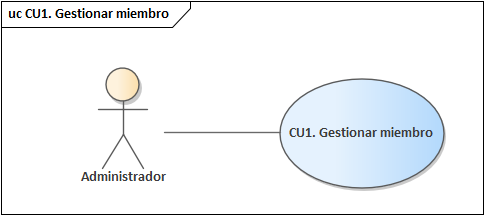 uc CU1. Gestionar miembro
CU1. Gestionar miembro
Administrador